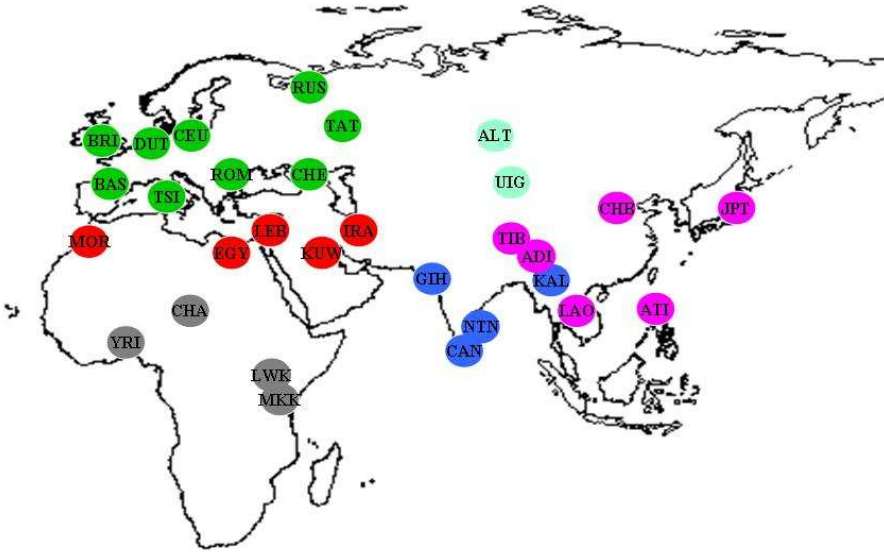 RUS
TAT
BRI
DUT
CEU
ALT
BAS
TSI
ROM
CHE
UIG
CHB
JPT
MOR
LEB
EGY
KUW
IRA
TIB
ADI
GIH
KAL
CHA
NTN
LAO
ATI
YRI
CAN
LWK
MKK